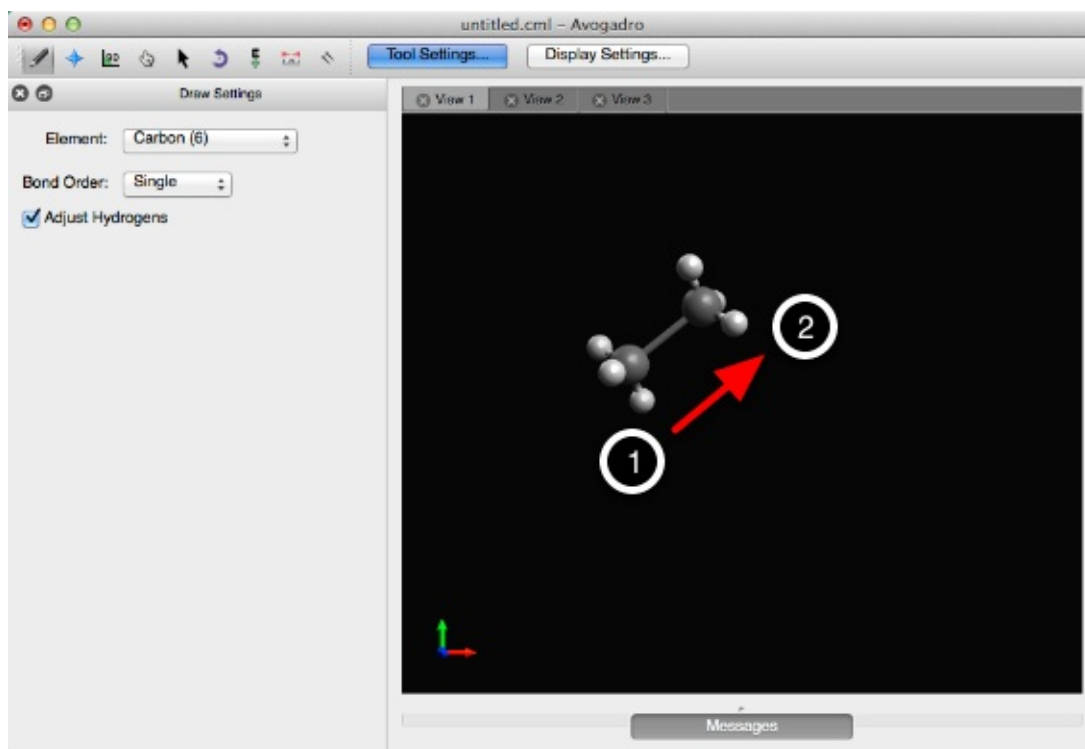 untitled.cml – Avogadro
Tool Settings... Display Settings...
Draw Settings
View 1 View 2 View 3
Element: Carbon (6)
Bond Order: Single
Adjust Hydrogens
2
1
Messages